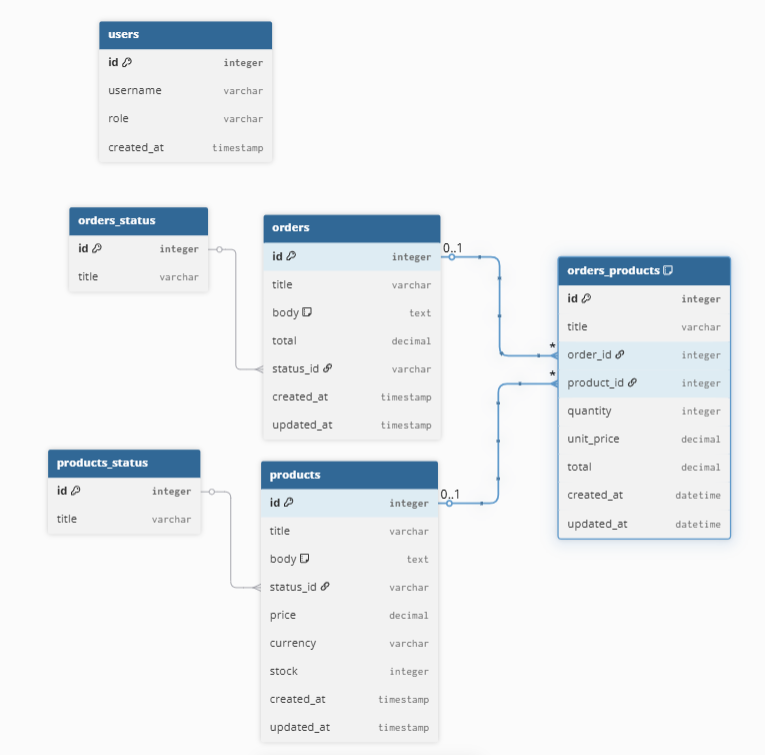 users
id integer
username varchar
role varchar
created_at timestamp
orders_status
id integer
title varchar
orders
id integer
title varchar
body text
total decimal
status_id varchar
created_at timestamp
updated_at timestamp
0..1
*
*
0..1
orders_products
id integer
title varchar
order_id integer
product_id integer
quantity integer
unit_price decimal
total decimal
created_at datetime
updated_at datetime
products_status
id integer
title varchar
products
id integer
title varchar
body text
status_id varchar
price decimal
currency varchar
stock integer
created_at timestamp
updated_at timestamp